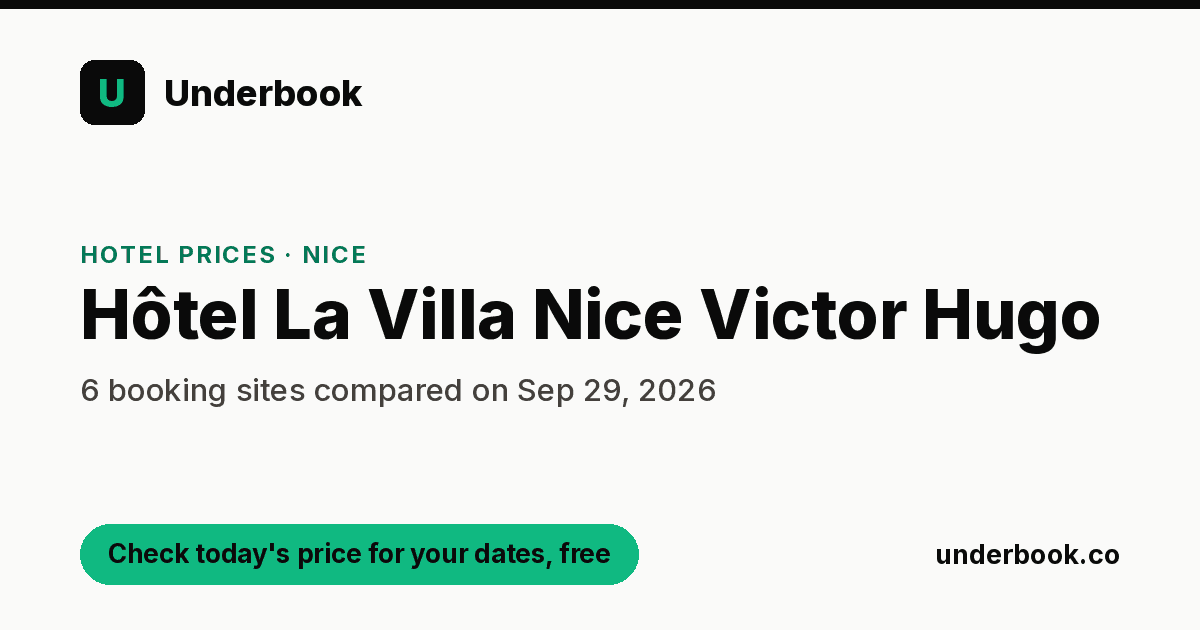 U
Underbook
HOTEL PRICES · NICE
Hôtel La Villa Nice Victor Hugo
6 booking sites compared on Sep 29, 2026
Check today's price for your dates, free
underbook.co